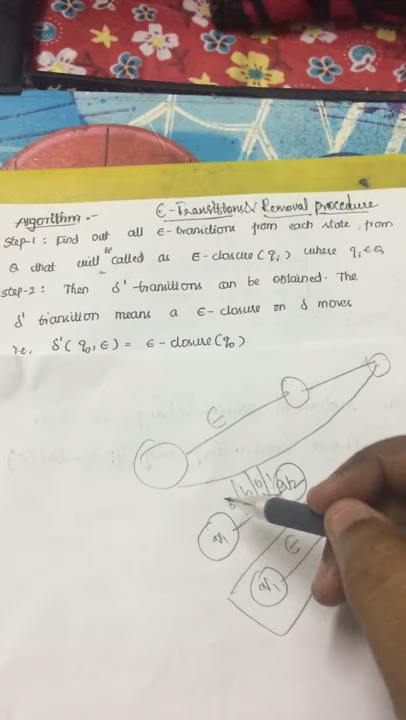 ϵ-Transitions Removal Procedure
Algorithm :-
Step-1 : Find out all ϵ-tranictions from each state, from
Q that will be called as ϵ-closure(qi) where qi∈Q
Step-2 : Then δ'-transitions can be obtained. The
δ' transition means a ϵ-closure on δ moves
i.e, δ'(q0,ϵ) = ϵ-closure(q0)
ϵ
ϵ